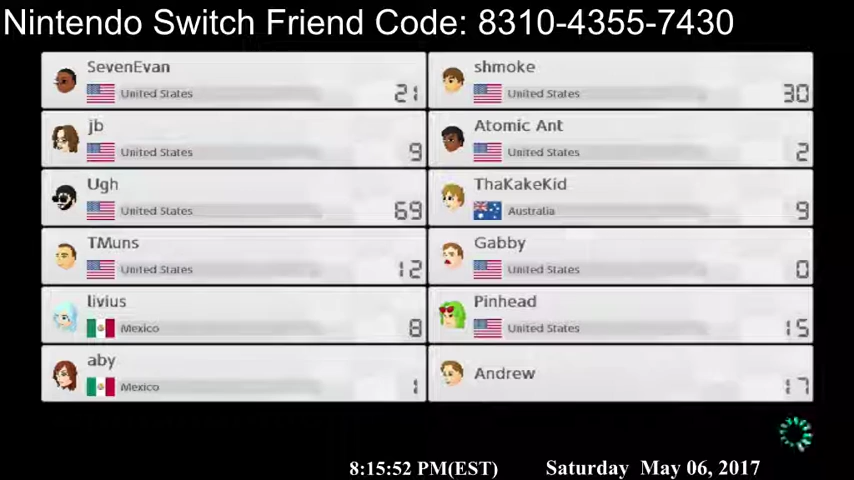 Nintendo Switch Friend Code: 8310-4355-7430
SevenEvan
United States 21
shmoke
United States 30
jb
United States 9
Atomic Ant
United States 2
Ugh
United States 69
ThaKakeKid
Australia 9
TMuns
United States 12
Gabby
United States 0
livius
Mexico 8
Pinhead
United States 15
aby
Mexico 1
Andrew
17
8:15:52 PM(EST) Saturday May 06, 2017